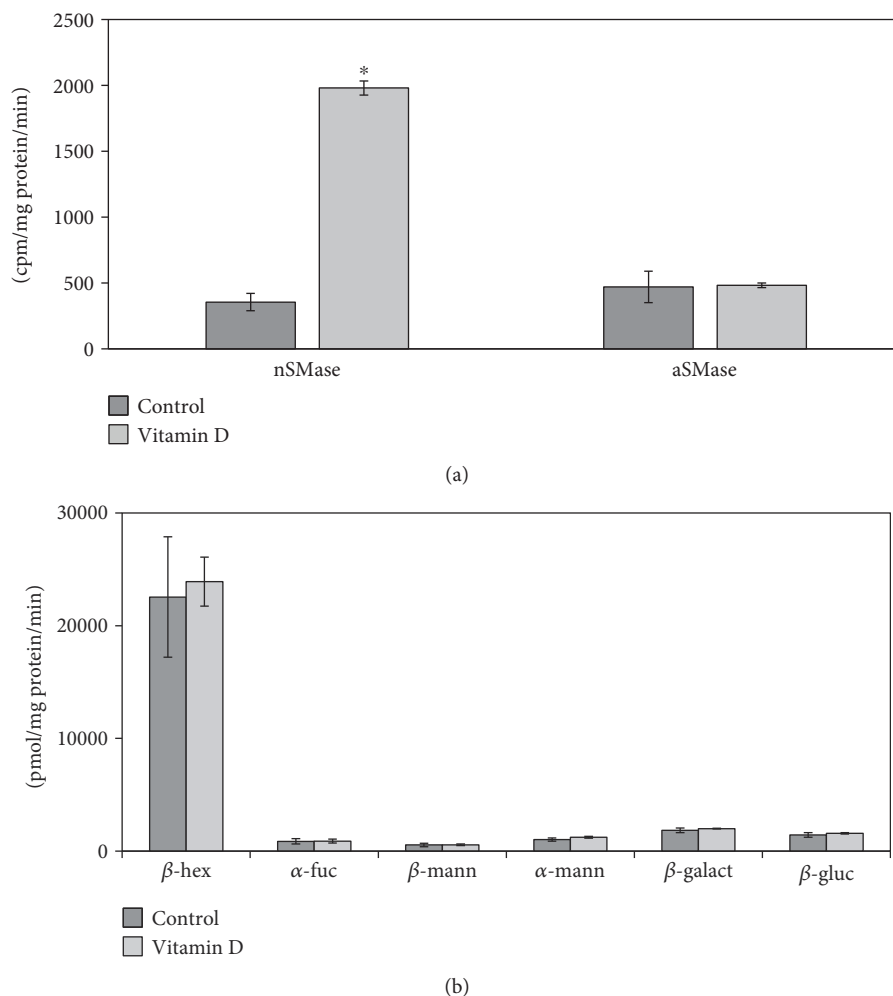 (cpm/mg protein/min)
2500
2000
1500
1000
500
0
*
nSMase aSMase
Control
Vitamin D
(a)
(pmol/mg protein/min)
30000
20000
10000
0
β-hex α-fuc β-mann α-mann β-galact β-gluc
Control
Vitamin D
(b)